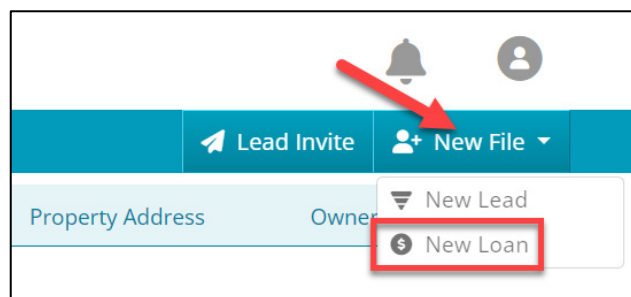 Lead Invite
New File
Property Address
Owner
New Lead
New Loan